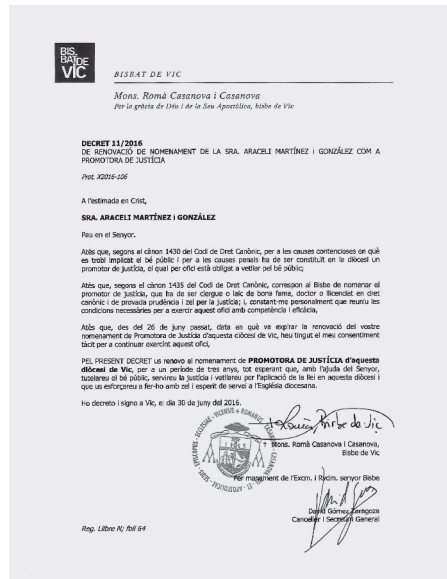 BIS
BAT DE
VIC
BISBAT DE VIC
Mons. Romà Casanova i Casanova
Per la gràcia de Déu i de la Seu Apostòlica, bisbe de Vic
DECRET 11/2016
DE RENOVACIÓ DE NOMENAMENT DE LA SRA. ARACELI MARTÍNEZ i GONZÁLEZ COM A
PROMOTORA DE JUSTÍCIA
Prot. X2016-106
A l'estimada en Crist,
SRA. ARACELI MARTÍNEZ i GONZÁLEZ
Pau en el Senyor.
Atès que, segons el cànon 1430 del Codi de Dret Canònic, per a les causes contencioses en què
es trobi implicat el bé públic i per a les causes penals ha de ser constituït en la diòcesi un
promotor de justícia, el qual per ofici està obligat a vetllar pel bé públic;
Atès que, segons el cànon 1435 del Codi de Dret Canònic, correspon al Bisbe de nomenar el
promotor de justícia, que ha de ser clergue o laic de bona fama, doctor o llicenciat en dret
canònic i de provada prudència i zel per la justícia; i, constant-me personalment que reuniu les
condicions necessàries per a exercir aquest ofici amb competència i eficàcia,
Atès que, des del 26 de juny passat, data en què va expirar la renovació del vostre
nomenament de Promotora de Justícia d'aquesta diòcesi de Vic, heu tingut el meu consentiment
tàcit per a continuar exercint aquest ofici,
PEL PRESENT DECRET us renovo el nomenament de PROMOTORA DE JUSTÍCIA d'aquesta
diòcesi de Vic, per a un període de tres anys, tot esperant que, amb l'ajuda del Senyor,
tutelareu el bé públic, servireu la justícia i vetllareu per l'aplicació de la llei en aquesta diòcesi i
que us esforçareu a fer-ho amb zel i esperit de servei a l'Església diocesana.
Ho decreto i signo a Vic, el dia 30 de juny del 2016.
+ Romà, Bisbe de Vic
† Mons. Romà Casanova i Casanova,
Bisbe de Vic
Per manament de l'Excm. i Rvdm. senyor Bisbe
David Gómez Zaragoza
Canceller i Secretari General
Reg. Llibre N; foli 64